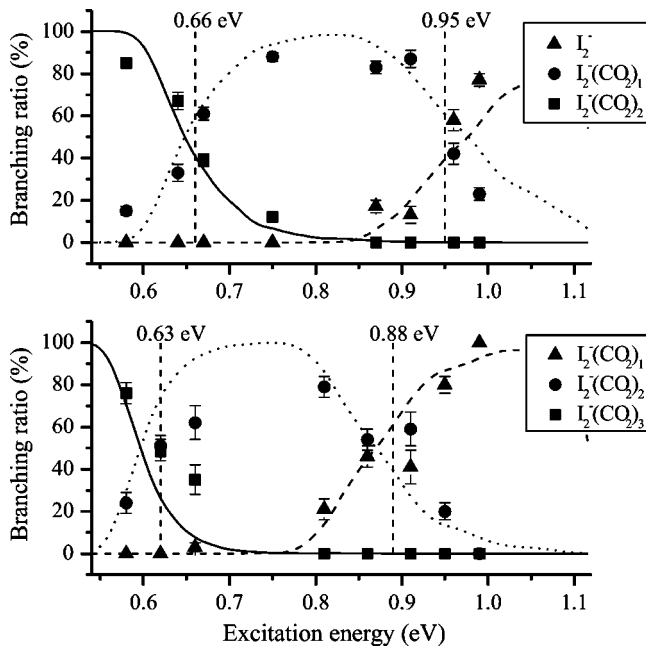 0.66 eV
0.95 eV
I₂⁻
I₂⁻(CO₂)₁
I₂⁻(CO₂)₂
Branching ratio (%)
100
80
60
40
20
0
0.6 0.7 0.8 0.9 1.0 1.1
0.63 eV
0.88 eV
I₂⁻(CO₂)₁
I₂⁻(CO₂)₂
I₂⁻(CO₂)₃
Branching ratio (%)
100
80
60
40
20
0
0.6 0.7 0.8 0.9 1.0 1.1
Excitation energy (eV)